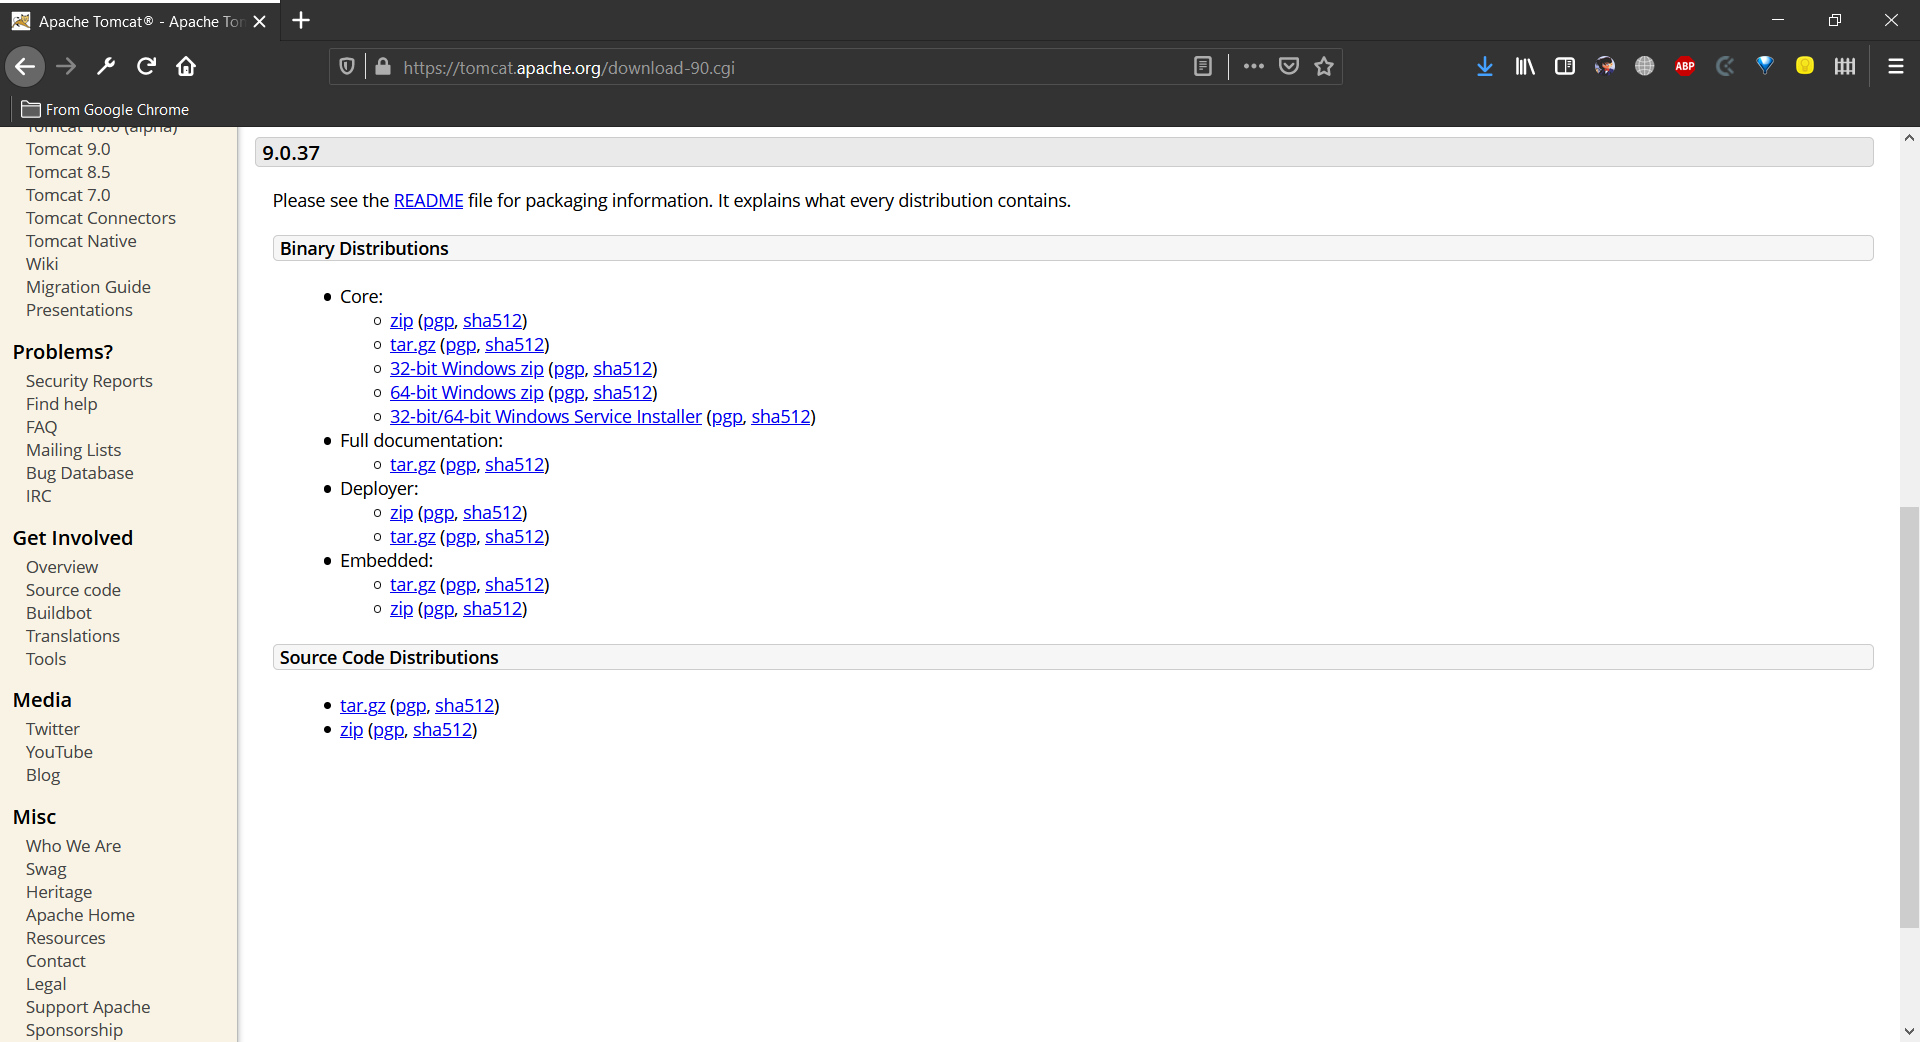 Apache Tomcat® - Apache Tom
https://tomcat.apache.org/download-90.cgi
ABP
From Google Chrome
Tomcat 10.0 (alpha)
Tomcat 9.0
Tomcat 8.5
Tomcat 7.0
Tomcat Connectors
Tomcat Native
Wiki
Migration Guide
Presentations
Problems?
Security Reports
Find help
FAQ
Mailing Lists
Bug Database
IRC
Get Involved
Overview
Source code
Buildbot
Translations
Tools
Media
Twitter
YouTube
Blog
Misc
Who We Are
Swag
Heritage
Apache Home
Resources
Contact
Legal
Support Apache
Sponsorship
9.0.37
Please see the README file for packaging information. It explains what every distribution contains.
Binary Distributions
Core:
zip (pgp, sha512)
tar.gz (pgp, sha512)
32-bit Windows zip (pgp, sha512)
64-bit Windows zip (pgp, sha512)
32-bit/64-bit Windows Service Installer (pgp, sha512)
Full documentation:
tar.gz (pgp, sha512)
Deployer:
zip (pgp, sha512)
tar.gz (pgp, sha512)
Embedded:
tar.gz (pgp, sha512)
zip (pgp, sha512)
Source Code Distributions
tar.gz (pgp, sha512)
zip (pgp, sha512)